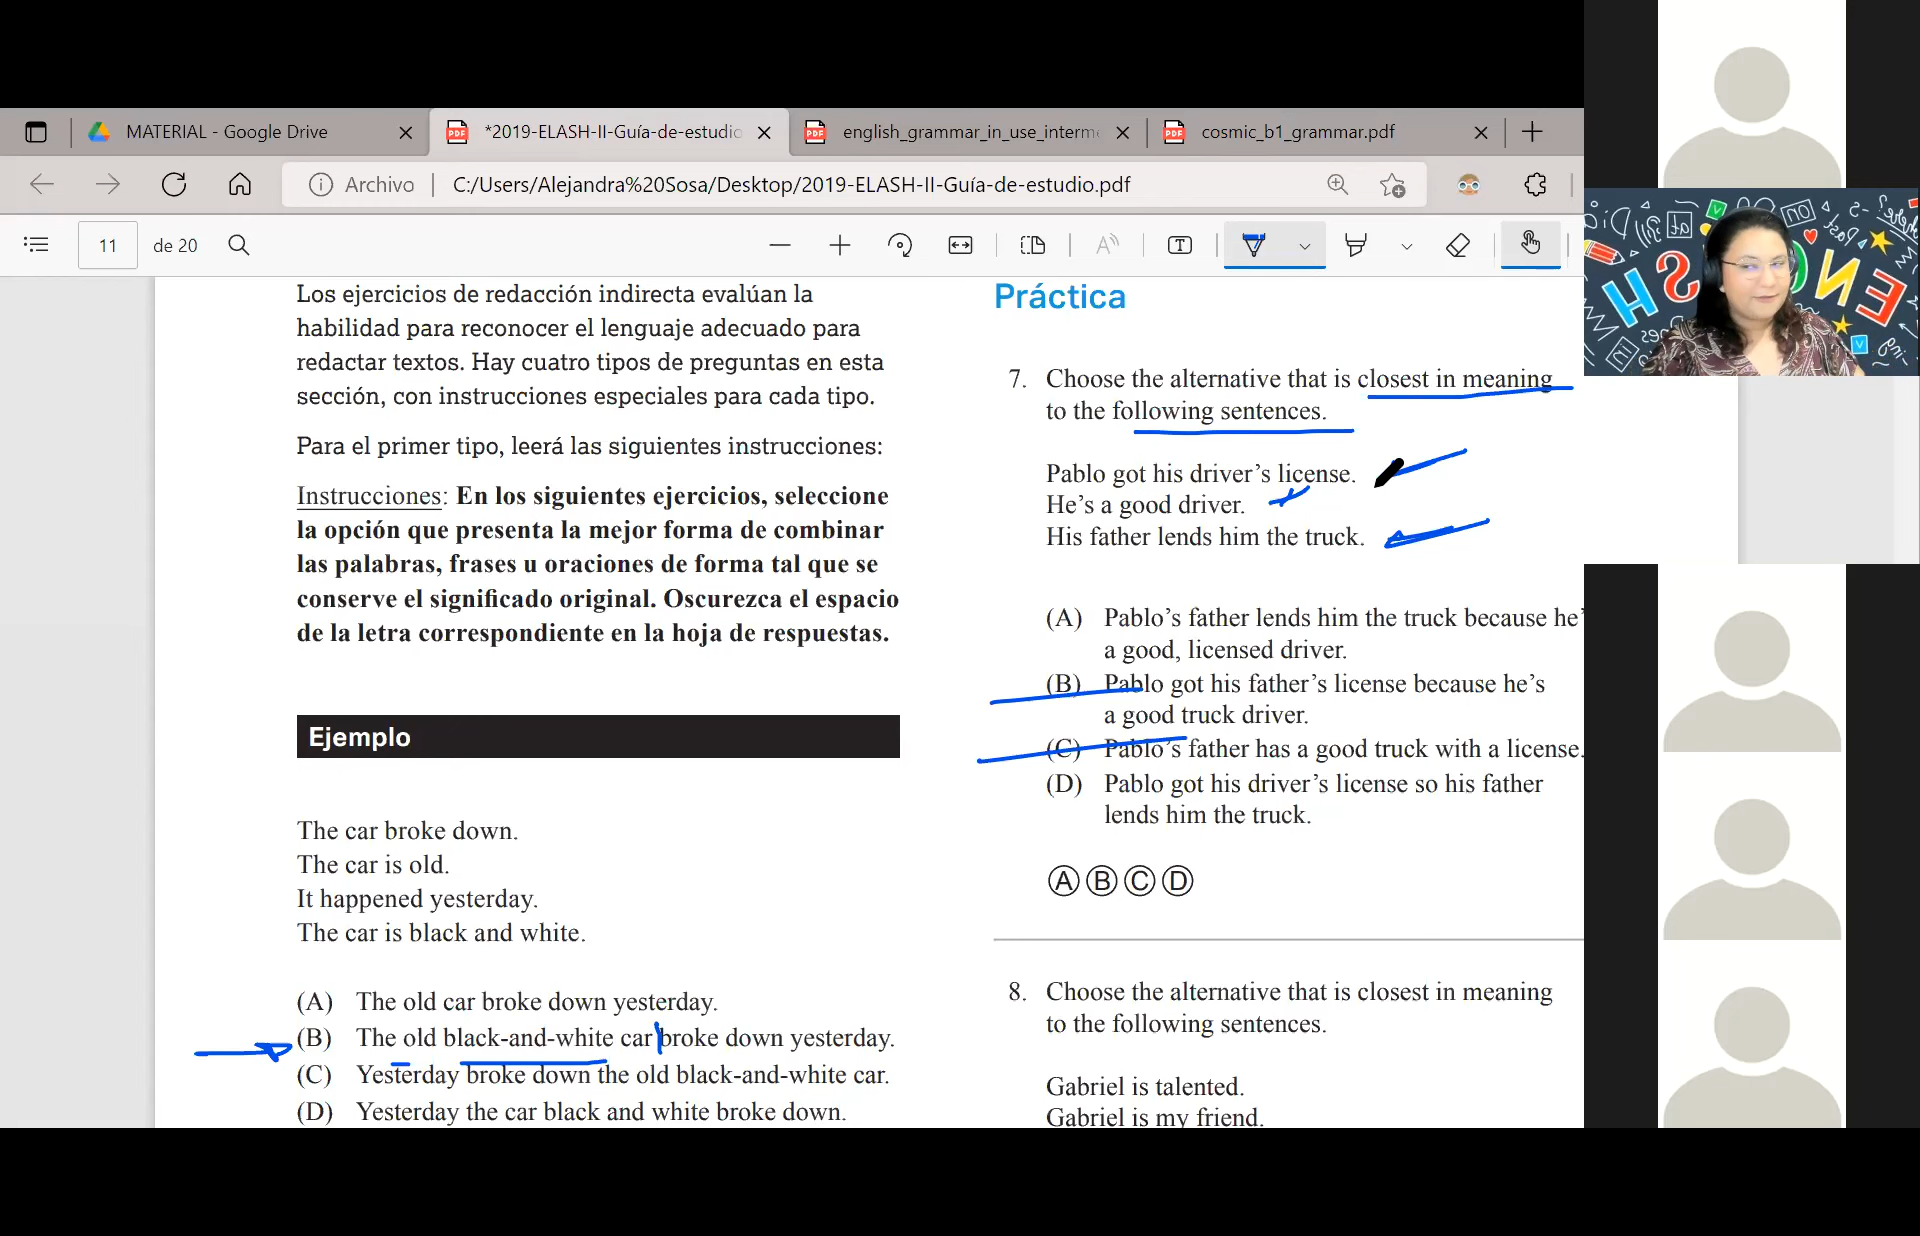 MATERIAL - Google Drive
*2019-ELASH-II-Guía-de-estudio
english_grammar_in_use_interme
cosmic_b1_grammar.pdf
Archivo
C:/Users/Alejandra%20Sosa/Desktop/2019-ELASH-II-Guía-de-estudio.pdf
11
de 20
Los ejercicios de redacción indirecta evalúan la
habilidad para reconocer el lenguaje adecuado para
redactar textos. Hay cuatro tipos de preguntas en esta
sección, con instrucciones especiales para cada tipo.
Para el primer tipo, leerá las siguientes instrucciones:
Instrucciones: En los siguientes ejercicios, seleccione
la opción que presenta la mejor forma de combinar
las palabras, frases u oraciones de forma tal que se
conserve el significado original. Oscurezca el espacio
de la letra correspondiente en la hoja de respuestas.
Ejemplo
The car broke down.
The car is old.
It happened yesterday.
The car is black and white.
(A) The old car broke down yesterday.
(B) The old black-and-white car broke down yesterday.
(C) Yesterday broke down the old black-and-white car.
(D) Yesterday the car black and white broke down.
Práctica
7. Choose the alternative that is closest in meaning
to the following sentences.
Pablo got his driver's license.
He's a good driver.
His father lends him the truck.
(A) Pablo's father lends him the truck because he'
a good, licensed driver.
(B) Pablo got his father's license because he's
a good truck driver.
(C) Pablo's father has a good truck with a license.
(D) Pablo got his driver's license so his father
lends him the truck.
A B C D
8. Choose the alternative that is closest in meaning
to the following sentences.
Gabriel is talented.
Gabriel is my friend.